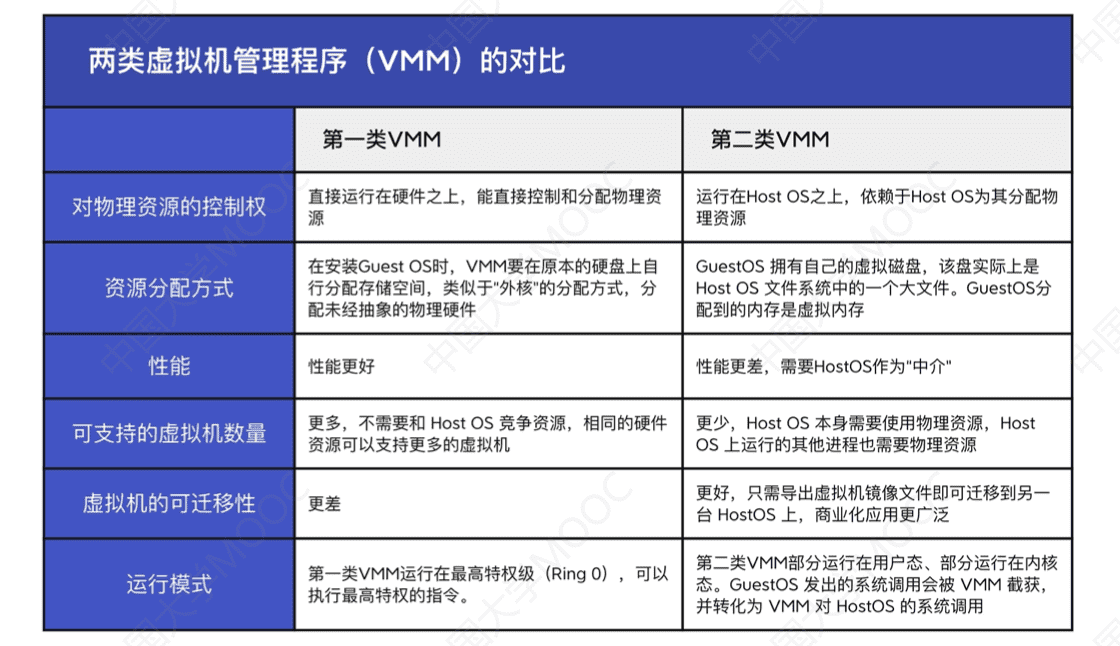 两类虚拟机管理程序（VMM）的对比
第一类VMM
第二类VMM
对物理资源的控制权
直接运行在硬件之上，能直接控制和分配物理资
源
运行在Host OS之上，依赖于Host OS为其分配物
理资源
资源分配方式
在安装Guest OS时，VMM要在原本的硬盘上自
行分配存储空间，类似于"外核"的分配方式，分
配未经抽象的物理硬件
GuestOS 拥有自己的虚拟磁盘，该盘实际上是
Host OS 文件系统中的一个大文件。GuestOS分
配到的内存是虚拟内存
性能
性能更好
性能更差，需要HostOS作为"中介"
可支持的虚拟机数量
更多，不需要和 Host OS 竞争资源，相同的硬件
资源可以支持更多的虚拟机
更少，Host OS 本身需要使用物理资源，Host
OS 上运行的其他进程也需要物理资源
虚拟机的可迁移性
更差
更好，只需导出虚拟机镜像文件即可迁移到另一
台 HostOS 上，商业化应用更广泛
运行模式
第一类VMM运行在最高特权级（Ring 0），可以
执行最高特权的指令。
第二类VMM部分运行在用户态、部分运行在内核
态。GuestOS 发出的系统调用会被 VMM 截获，
并转化为 VMM 对 HostOS 的系统调用
中国大学MOOC